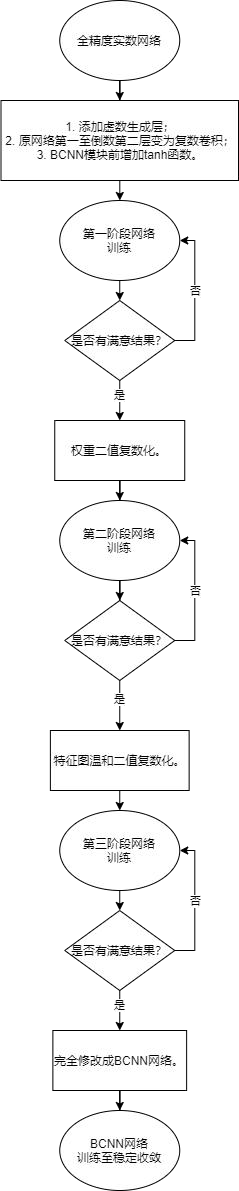 全精度实数网络
1. 添加虚数生成层；
2. 原网络第一至倒数第二层变为复数卷积；
3. BCNN模块前增加tanh函数。
第一阶段网络
训练
否
是否有满意结果？
是
权重二值复数化。
第二阶段网络
训练
否
是否有满意结果？
是
特征图温和二值复数化。
第三阶段网络
训练
否
是否有满意结果？
是
完全修改成BCNN网络。
BCNN网络
训练至稳定收敛